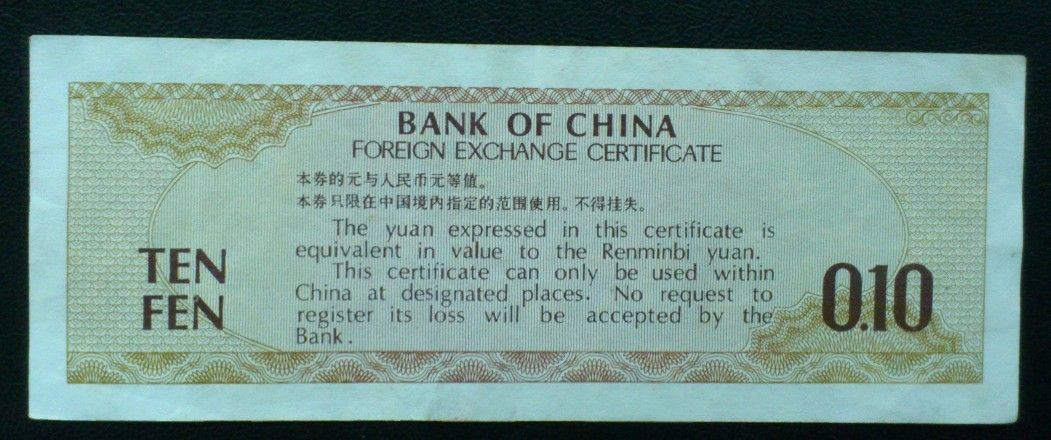 BANK OF CHINA
FOREIGN EXCHANGE CERTIFICATE
本券的元与人民币元等值。
本券只限在中国境内指定的范围使用。不得挂失。
The yuan expressed in this certificate is
equivalent in value to the Renminbi yuan.
This certificate can only be used within
China at designated places. No request to
register its loss will be accepted by the
Bank.
TEN
FEN
0.10